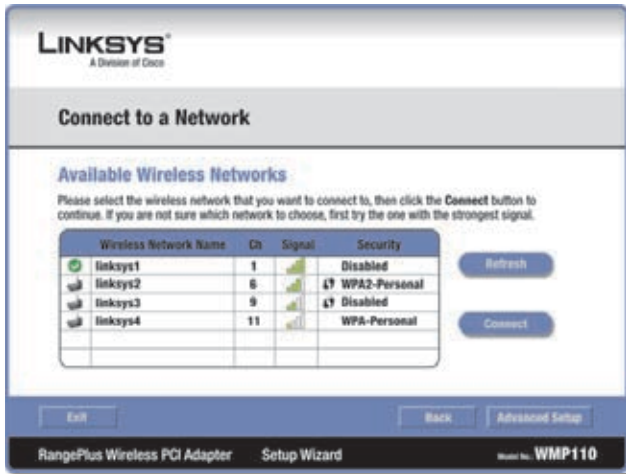 LINKSYS®
A Division of Cisco
Connect to a Network
Available Wireless Networks
Please select the wireless network that you want to connect to, then click the Connect button to
continue. If you are not sure which network to choose, first try the one with the strongest signal.
Wireless Network Name Ch Signal Security
linksys1 1 Disabled
linksys2 6 WPA2-Personal
linksys3 9 Disabled
linksys4 11 WPA-Personal
Refresh
Connect
Exit
Back
Advanced Setup
RangePlus Wireless PCI Adapter Setup Wizard Model No. WMP110